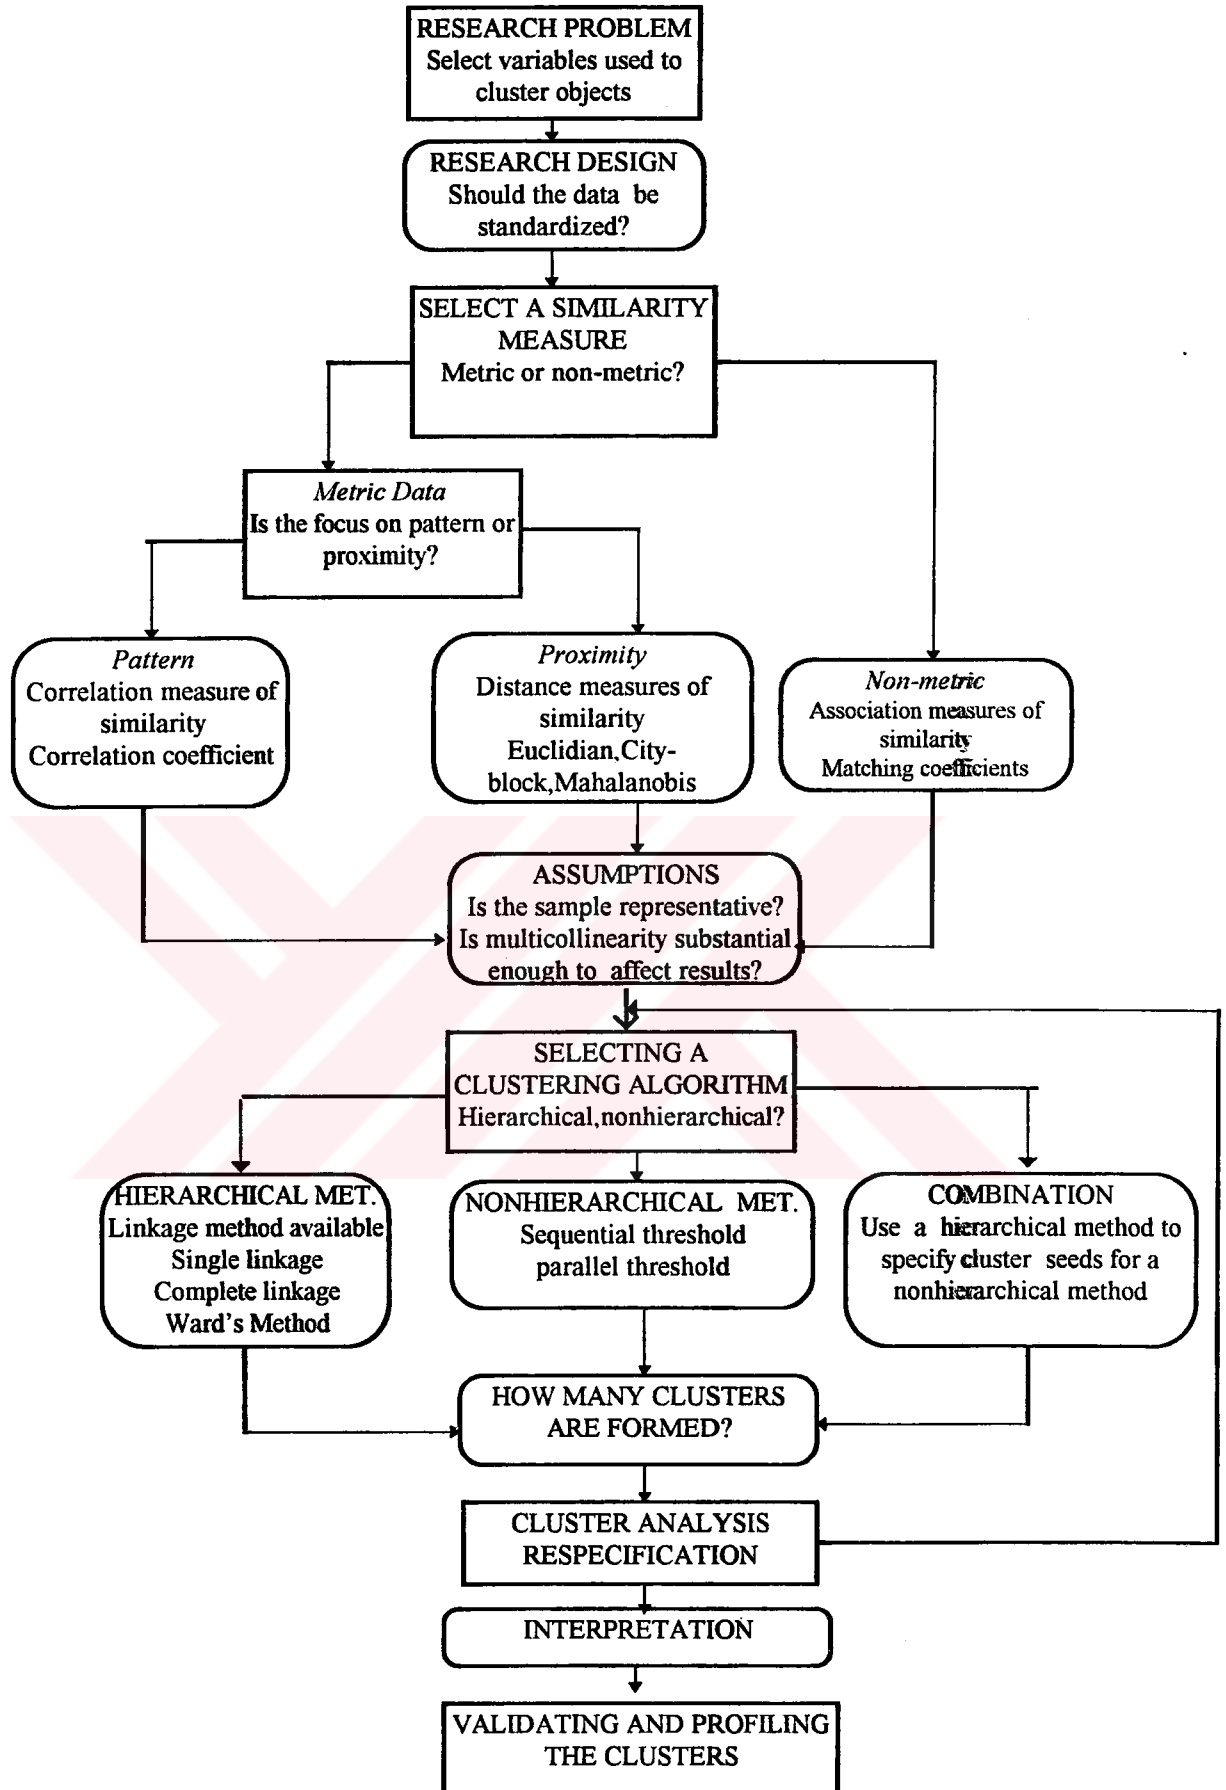 RESEARCH PROBLEM
Select variables used to
cluster objects
RESEARCH DESIGN
Should the data be
standardized?
SELECT A SIMILARITY
MEASURE
Metric or non-metric?
Metric Data
Is the focus on pattern or
proximity?
Pattern
Correlation measure of
similarity
Correlation coefficient
Proximity
Distance measures of
similarity
Euclidian,City-
block,Mahalanobis
Non-metric
Association measures of
similarity
Matching coefficients
ASSUMPTIONS
Is the sample representative?
Is multicollinearity substantial
enough to affect results?
SELECTING A
CLUSTERING ALGORITHM
Hierarchical,nonhierarchical?
HIERARCHICAL MET.
Linkage method available
Single linkage
Complete linkage
Ward's Method
NONHIERARCHICAL MET.
Sequential threshold
parallel threshold
COMBINATION
Use a hierarchical method to
specify cluster seeds for a
nonhierarchical method
HOW MANY CLUSTERS
ARE FORMED?
CLUSTER ANALYSIS
RESPECIFICATION
INTERPRETATION
VALIDATING AND PROFILING
THE CLUSTERS